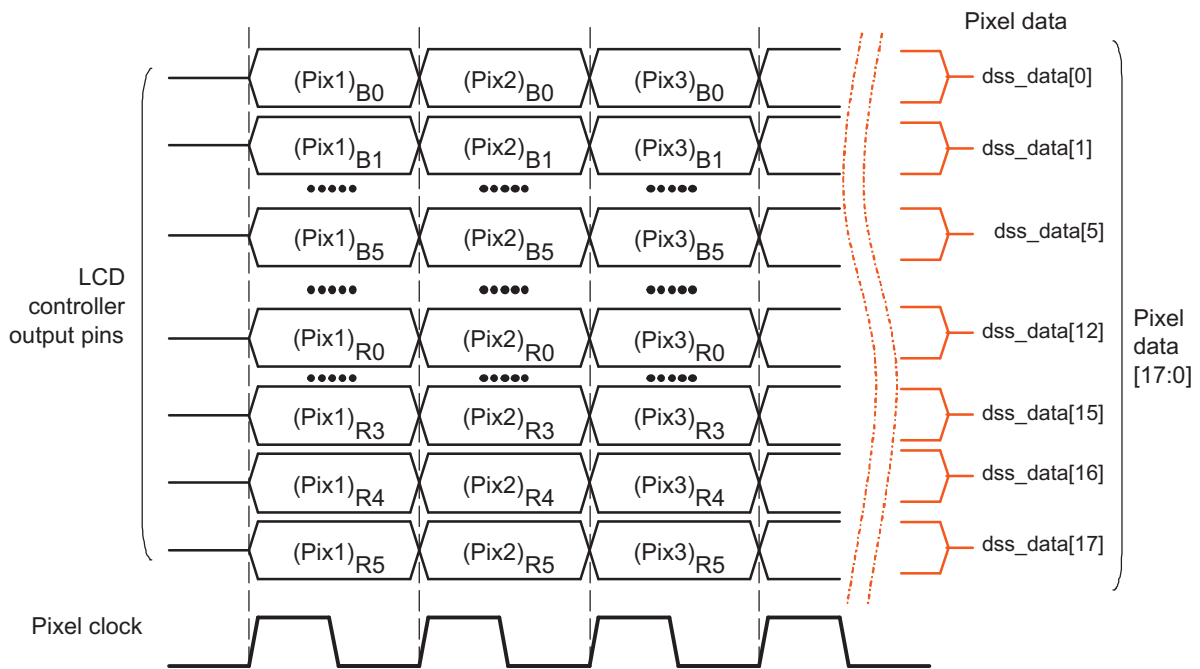 Pixel data
(Pix1)B0 (Pix2)B0 (Pix3)B0 dss_data[0]
(Pix1)B1 (Pix2)B1 (Pix3)B1 dss_data[1]
(Pix1)B5 (Pix2)B5 (Pix3)B5 dss_data[5]
LCD
controller
output pins
(Pix1)R0 (Pix2)R0 (Pix3)R0 dss_data[12]
Pixel
data
[17:0]
(Pix1)R3 (Pix2)R3 (Pix3)R3 dss_data[15]
(Pix1)R4 (Pix2)R4 (Pix3)R4 dss_data[16]
(Pix1)R5 (Pix2)R5 (Pix3)R5 dss_data[17]
Pixel clock